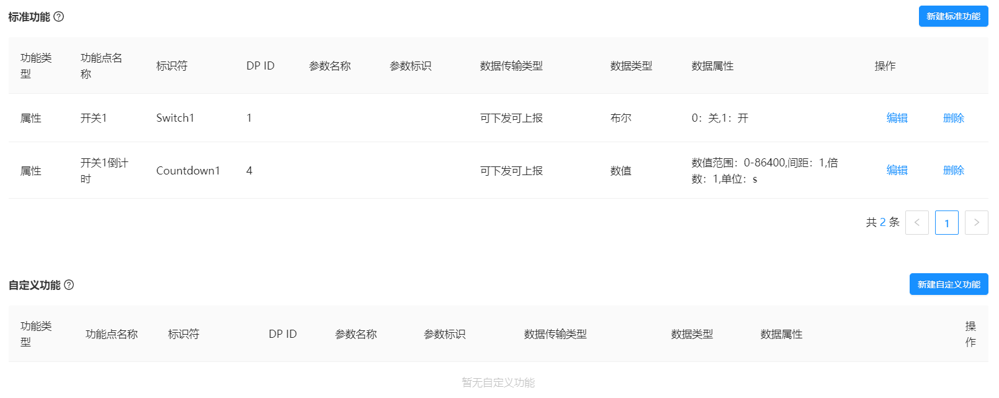 标准功能
新建标准功能
功能类型 功能点名称 标识符 DP ID 参数名称 参数标识 数据传输类型 数据类型 数据属性 操作
属性 开关1 Switch1 1 可下发可上报 布尔 0：关,1：开 编辑 删除
属性 开关1倒计时 Countdown1 4 可下发可上报 数值 数值范围：0-86400,间距：1,倍数：1,单位：s 编辑 删除
共 2 条 < 1 >
自定义功能
新建自定义功能
功能类型 功能点名称 标识符 DP ID 参数名称 参数标识 数据传输类型 数据类型 数据属性 操作
暂无自定义功能